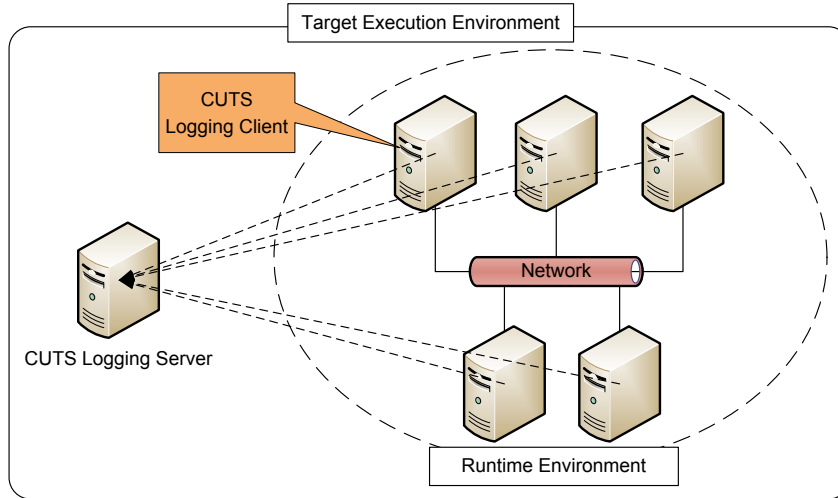 Target Execution Environment
CUTS
Logging Client
Network
CUTS Logging Server
Runtime Environment